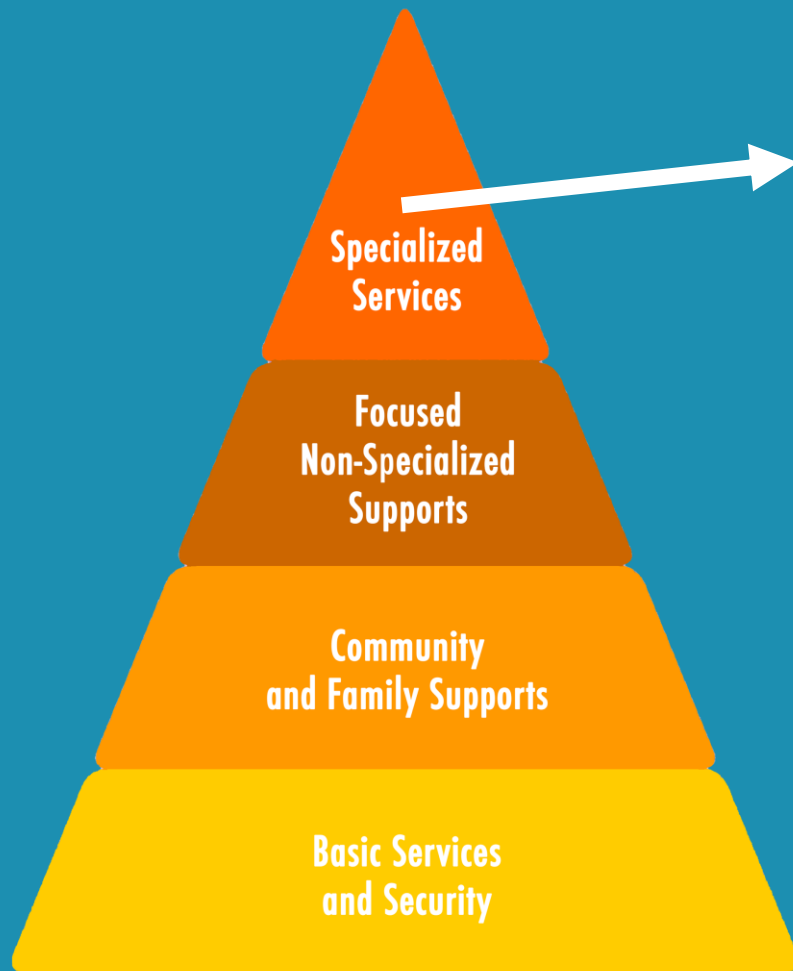 Specialized
Services
Focused
Non-Specialized
Supports
Community
and Family Supports
Basic Services
and Security